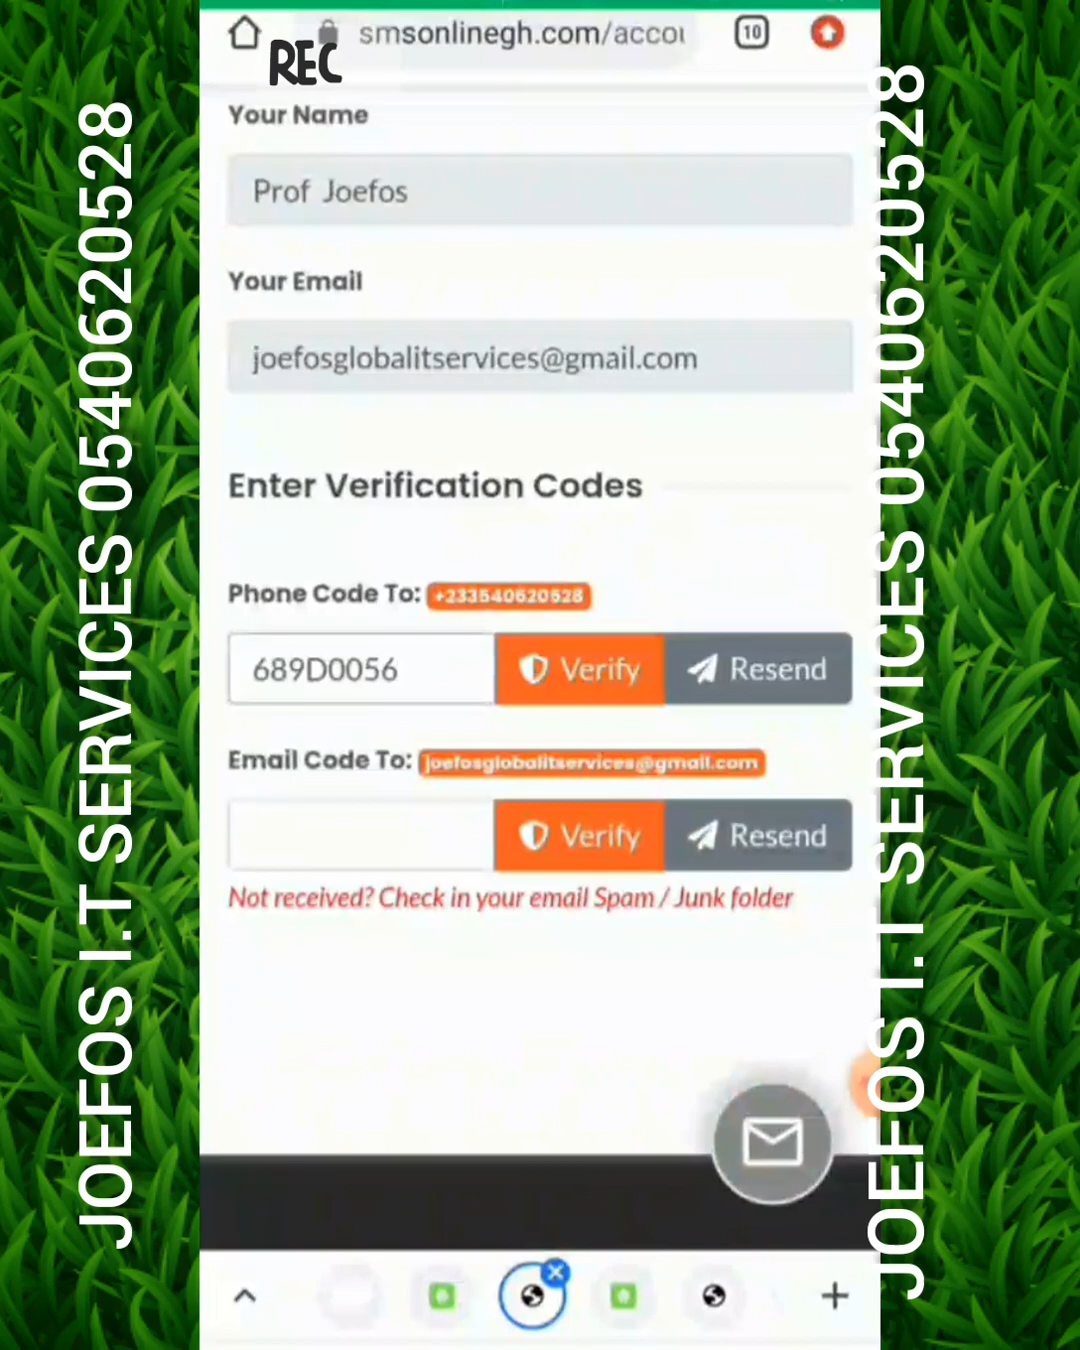 smsonlinegh.com/accou
10
REC
Your Name
Prof Joefos
Your Email
joefosglobalitservices@gmail.com
Enter Verification Codes
Phone Code To: +233540620528
689D0056
Verify
Resend
Email Code To: joefosglobalitservices@gmail.com
Verify
Resend
Not received? Check in your email Spam / Junk folder
JOEFOS I.T SERVICES 0540620528
JOEFOS I.T SERVICES 0540620528